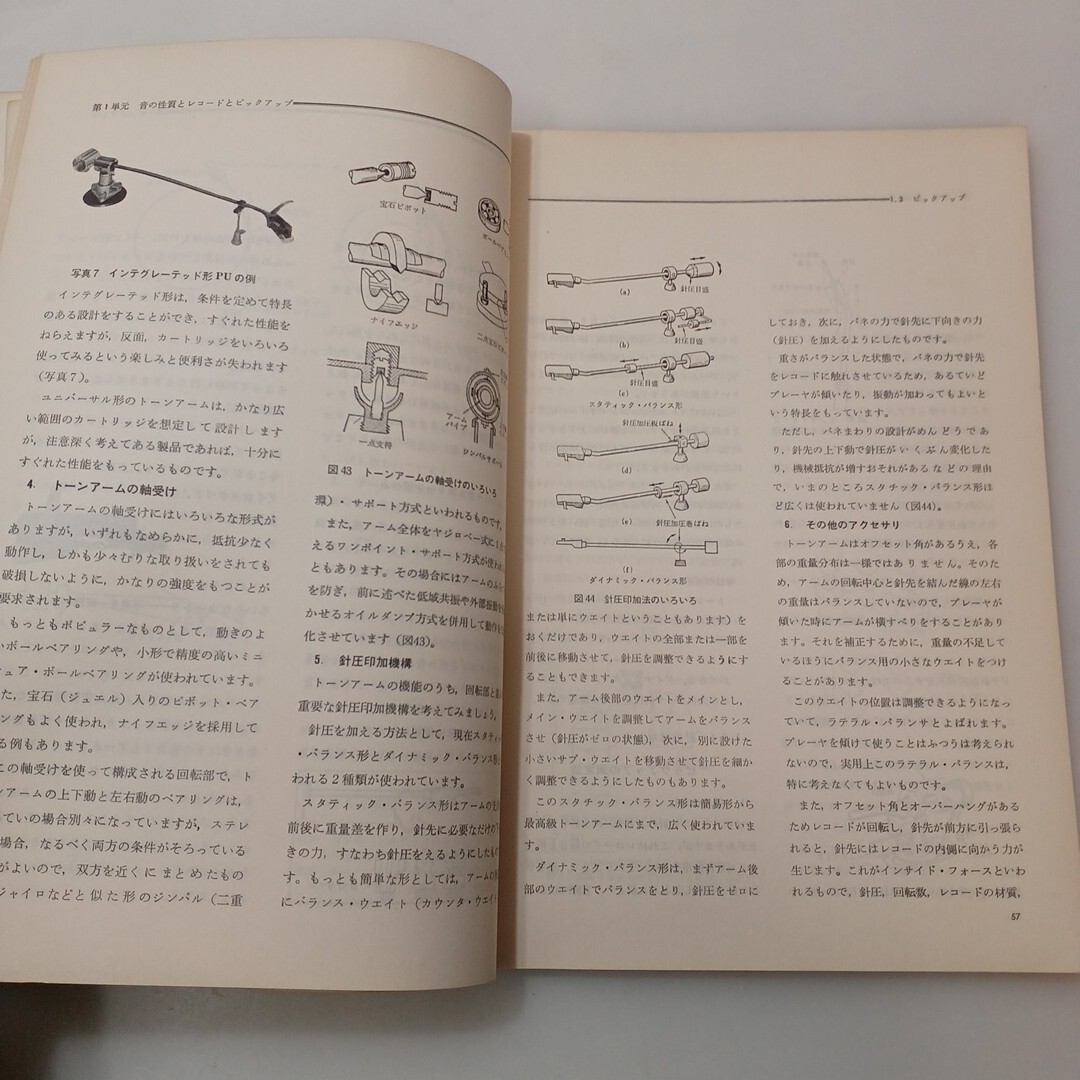 第1単元 音の性質とレコードとピックアップ
写真7 インテグレーテッド形PUの例
インテグレーテッド形は，条件を定めて特長
のある設計をすることができ，すぐれた性能を
ねらえますが，反面，カートリッジをいろいろ
使ってみるという楽しみと便利さが失われます
（写真7）。
ユニバーサル形のトーンアームは，かなり広
い範囲のカートリッジを想定して設計します
が，注意深く考えてある製品であれば，十分に
すぐれた性能をもっているものです。
4. トーンアームの軸受け
トーンアームの軸受けにはいろいろな形式が
ありますが，いずれもなめらかに，抵抗少なく
動作し，しかも少々むりな取り扱いをされても
破損しないように，かなりの強度をもつことが
要求されます。
もっともポピュラーなものとして，動きのよ
いボールベアリングや，小形で精度の高いミニ
チュア・ボールベアリングが使われています。
また，宝石（ジュエル）入りのピボット・ベア
リングもよく使われ，ナイフエッジを採用して
る例もあります。
この軸受けを使って構成される回転部で，ト
ーンアームの上下動と左右動のベアリングは，
ていの場合別々になっていますが，ステレ
場合，なるべく両方の条件がそろっている
がよいので，双方を近くにまとめたもの
ジャイロなどと似た形のジンバル（二重
宝石ピボット
ボールベア
ナイフエッジ
二点宝石
一点支持
アーム
パイプ
ジンバルサポート
図43 トーンアームの軸受けのいろいろ
環）・サポート方式といわれるものです。
また，アーム全体をヤジロベー式に1点
えるワンポイント・サポート方式が使われ
ともあります。その場合にはアームのみ
を防ぎ，前に述べた低域共振や外部振動を
かせるオイルダンプ方式を併用して動作を
化させています（図43）。
5. 針圧印加機構
トーンアームの機能のうち，回転部と
重要な針圧印加機構を考えてみましょう。
針圧を加える方法として，現在スタティ
・バランス形とダイナミック・バランス形
われる2種類が使われています。
スタティック・バランス形はアームの
前後に重量差を作り，針先に必要なだけの
きの力，すなわち針圧をえるようにしたもの
す。もっとも簡単な形としては，アームの
にバランス・ウエイト（カウンタ・ウエイト
1.3 ピックアップ
針圧目盛
(a)
針圧目盛
(b)
針圧目盛
(c)
スタティック・バランス形
針圧加圧板ばね
(d)
(e)
針圧加圧巻ばね
(f)
ダイナミック・バランス形
図44 針圧印加法のいろいろ
または単にウエイトということもあります）を
おくだけであり，ウエイトの全部または一部を
前後に移動させて，針圧を調整できるようにす
ることもできます。
また，アーム後部のウエイトをメインとし，
メイン・ウエイトを調整してアームをバランス
させ（針圧がゼロの状態），次に，別に設けた
小さいサブ・ウエイトを移動させて針圧を細か
く調整できるようにしたものもあります。
このスタチック・バランス形は簡易形から
最高級トーンアームにまで，広く使われていま
す。
ダイナミック・バランス形は，まずアーム後
部のウエイトでバランスをとり，針圧をゼロに
しておき，次に，バネの力で針先に下向きの力
（針圧）を加えるようにしたものです。
重さがバランスした状態で，バネの力で針先
をレコードに触れさせているため，あるていど
プレーヤが傾いたり，振動が加わってもよいと
いう特長をもっています。
ただし，バネまわりの設計がめんどうであ
り，針先の上下動で針圧がいくぶん変化した
り，機械抵抗が増すおそれがあるなどの理由
で，いまのところスタチック・バランス形ほ
ど広くは使われていません（図44）。
6. その他のアクセサリ
トーンアームはオフセット角があるうえ，各
部の重量分布は一様ではありません。そのた
め，アームの回転中心と針先を結んだ線の左右
の重量はバランスしていないので，プレーヤが
傾いた時にアームが横すべりをすることがあり
ます。それを補正するために，重量の不足して
いるほうにバランス用の小さなウエイトをつけ
ることがあります。
このウエイトの位置は調整できるようになっ
ていて，ラテラル・バランサとよばれます。
プレーヤを傾けて使うことはふつうは考えられ
ないので，実用上このラテラル・バランスは，
特に考えなくてもよいものです。
また，オフセット角とオーバーハングがある
ためレコードが回転し，針先が前方に引っ張ら
れると，針先にはレコードの内側に向かう力が
生じます。これがインサイド・フォースといわ
れるもので，針圧，回転数，レコードの材質，
57